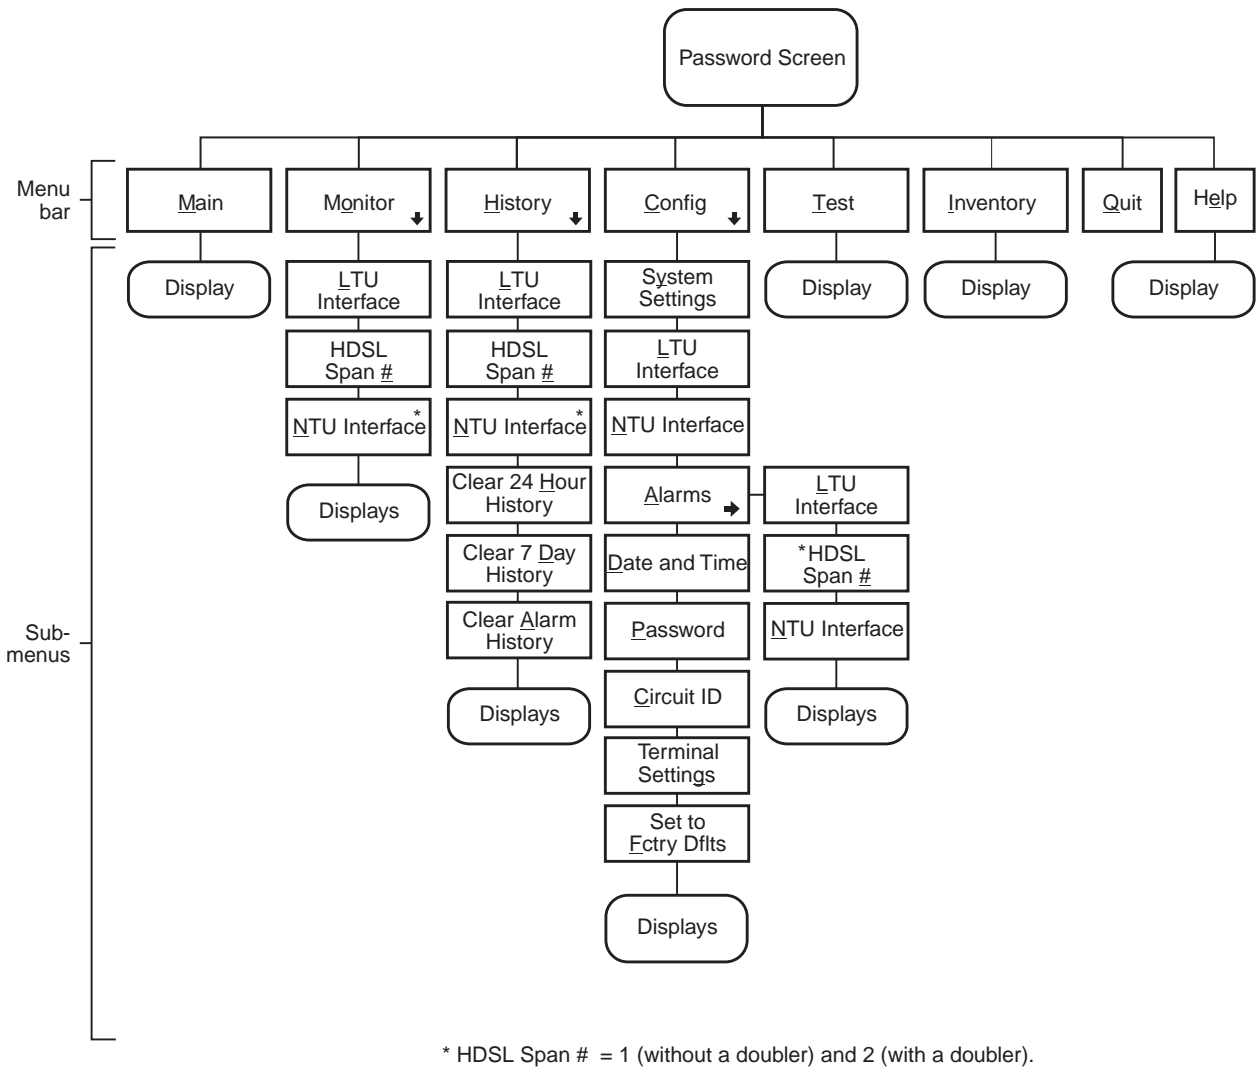 Password Screen
Menu
bar
Main
Monitor
History
Config
Test
Inventory
Quit
Help
Display
LTU
Interface
LTU
Interface
System
Settings
Display
Display
Display
HDSL
Span #
HDSL
Span #
LTU
Interface
NTU Interface*
NTU Interface*
NTU Interface
Displays
Clear 24 Hour
History
Alarms
LTU
Interface
Clear 7 Day
History
Date and Time
*HDSL
Span #
Sub-
menus
Clear Alarm
History
Password
NTU Interface
Displays
Circuit ID
Displays
Terminal
Settings
Set to
Fctry Dflts
Displays
* HDSL Span # = 1 (without a doubler) and 2 (with a doubler).